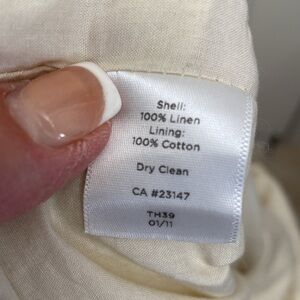 Shell:
100% Linen
Lining:
100% Cotton
Dry Clean
CA #23147
TH39
01/11